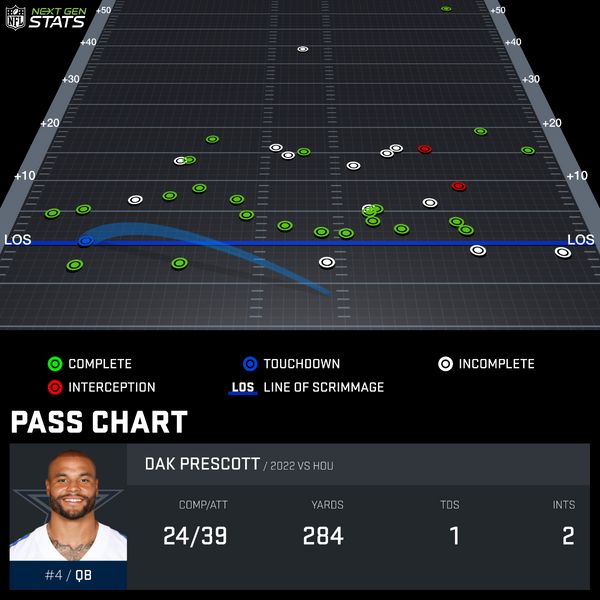 NFL NEXT GEN STATS
+50 +50
+40 +40
+30 +30
+20 +20
+10 +10
LOS LOS
COMPLETE TOUCHDOWN INCOMPLETE
INTERCEPTION LOS LINE OF SCRIMMAGE
PASS CHART
DAK PRESCOTT / 2022 VS HOU
COMP/ATT YARDS TDS INTS
24/39 284 1 2
#4 / QB